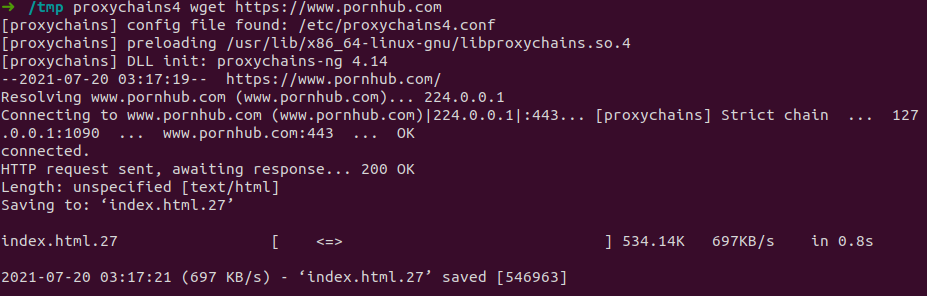 ➜ /tmp proxychains4 wget https://www.pornhub.com
[proxychains] config file found: /etc/proxychains4.conf
[proxychains] preloading /usr/lib/x86_64-linux-gnu/libproxychains.so.4
[proxychains] DLL init: proxychains-ng 4.14
--2021-07-20 03:17:19-- https://www.pornhub.com/
Resolving www.pornhub.com (www.pornhub.com)... 224.0.0.1
Connecting to www.pornhub.com (www.pornhub.com)|224.0.0.1|:443... [proxychains] Strict chain ... 127
.0.0.1:1090 ... www.pornhub.com:443 ... OK
connected.
HTTP request sent, awaiting response... 200 OK
Length: unspecified [text/html]
Saving to: ‘index.html.27’
index.html.27 [ <=> ] 534.14K 697KB/s in 0.8s
2021-07-20 03:17:21 (697 KB/s) - ‘index.html.27’ saved [546963]